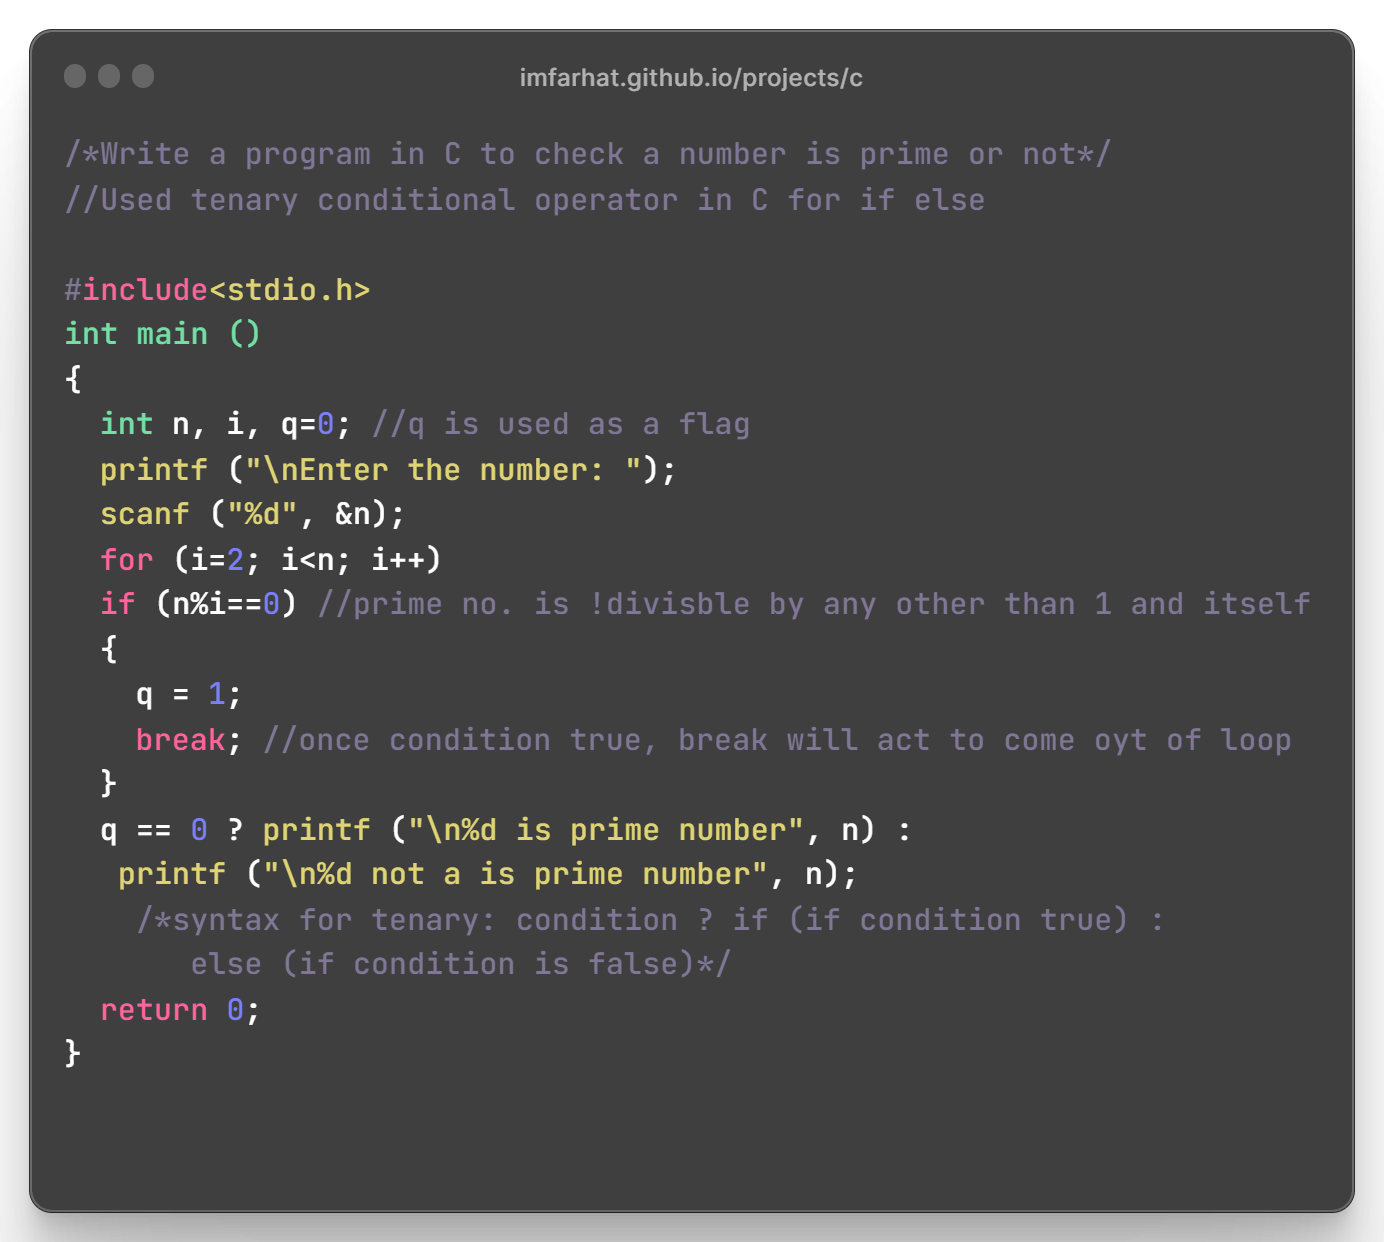 imfarhat.github.io/projects/c
/*Write a program in C to check a number is prime or not*/
//Used tenary conditional operator in C for if else
#include<stdio.h>
int main ()
{
int n, i, q=0; //q is used as a flag
printf ("\nEnter the number: ");
scanf ("%d", &n);
for (i=2; i<n; i++)
if (n%i==0) //prime no. is !divisble by any other than 1 and itself
{
q = 1;
break; //once condition true, break will act to come oyt of loop
}
q == 0 ? printf ("\n%d is prime number", n) :
printf ("\n%d not a is prime number", n);
/*syntax for tenary: condition ? if (if condition true) :
else (if condition is false)*/
return 0;
}